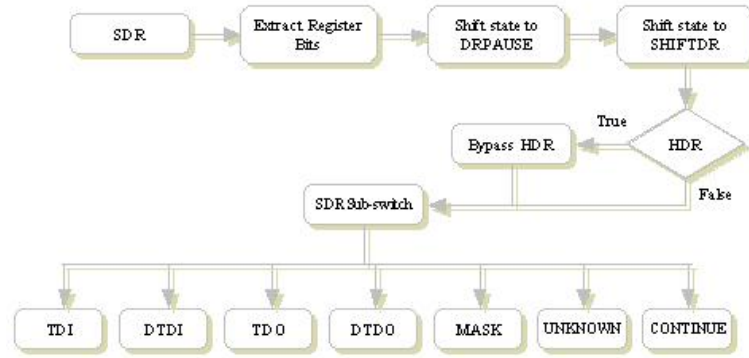 SDR
Extract Register
Bits
Shift state to
DRPAUSE
Shift state to
SHIFTDR
True
Bypass HDR
HDR
False
SDR Sub-switch
TDI
DTDI
TDO
DTDO
MASK
UNKNOWN
CONTINUE